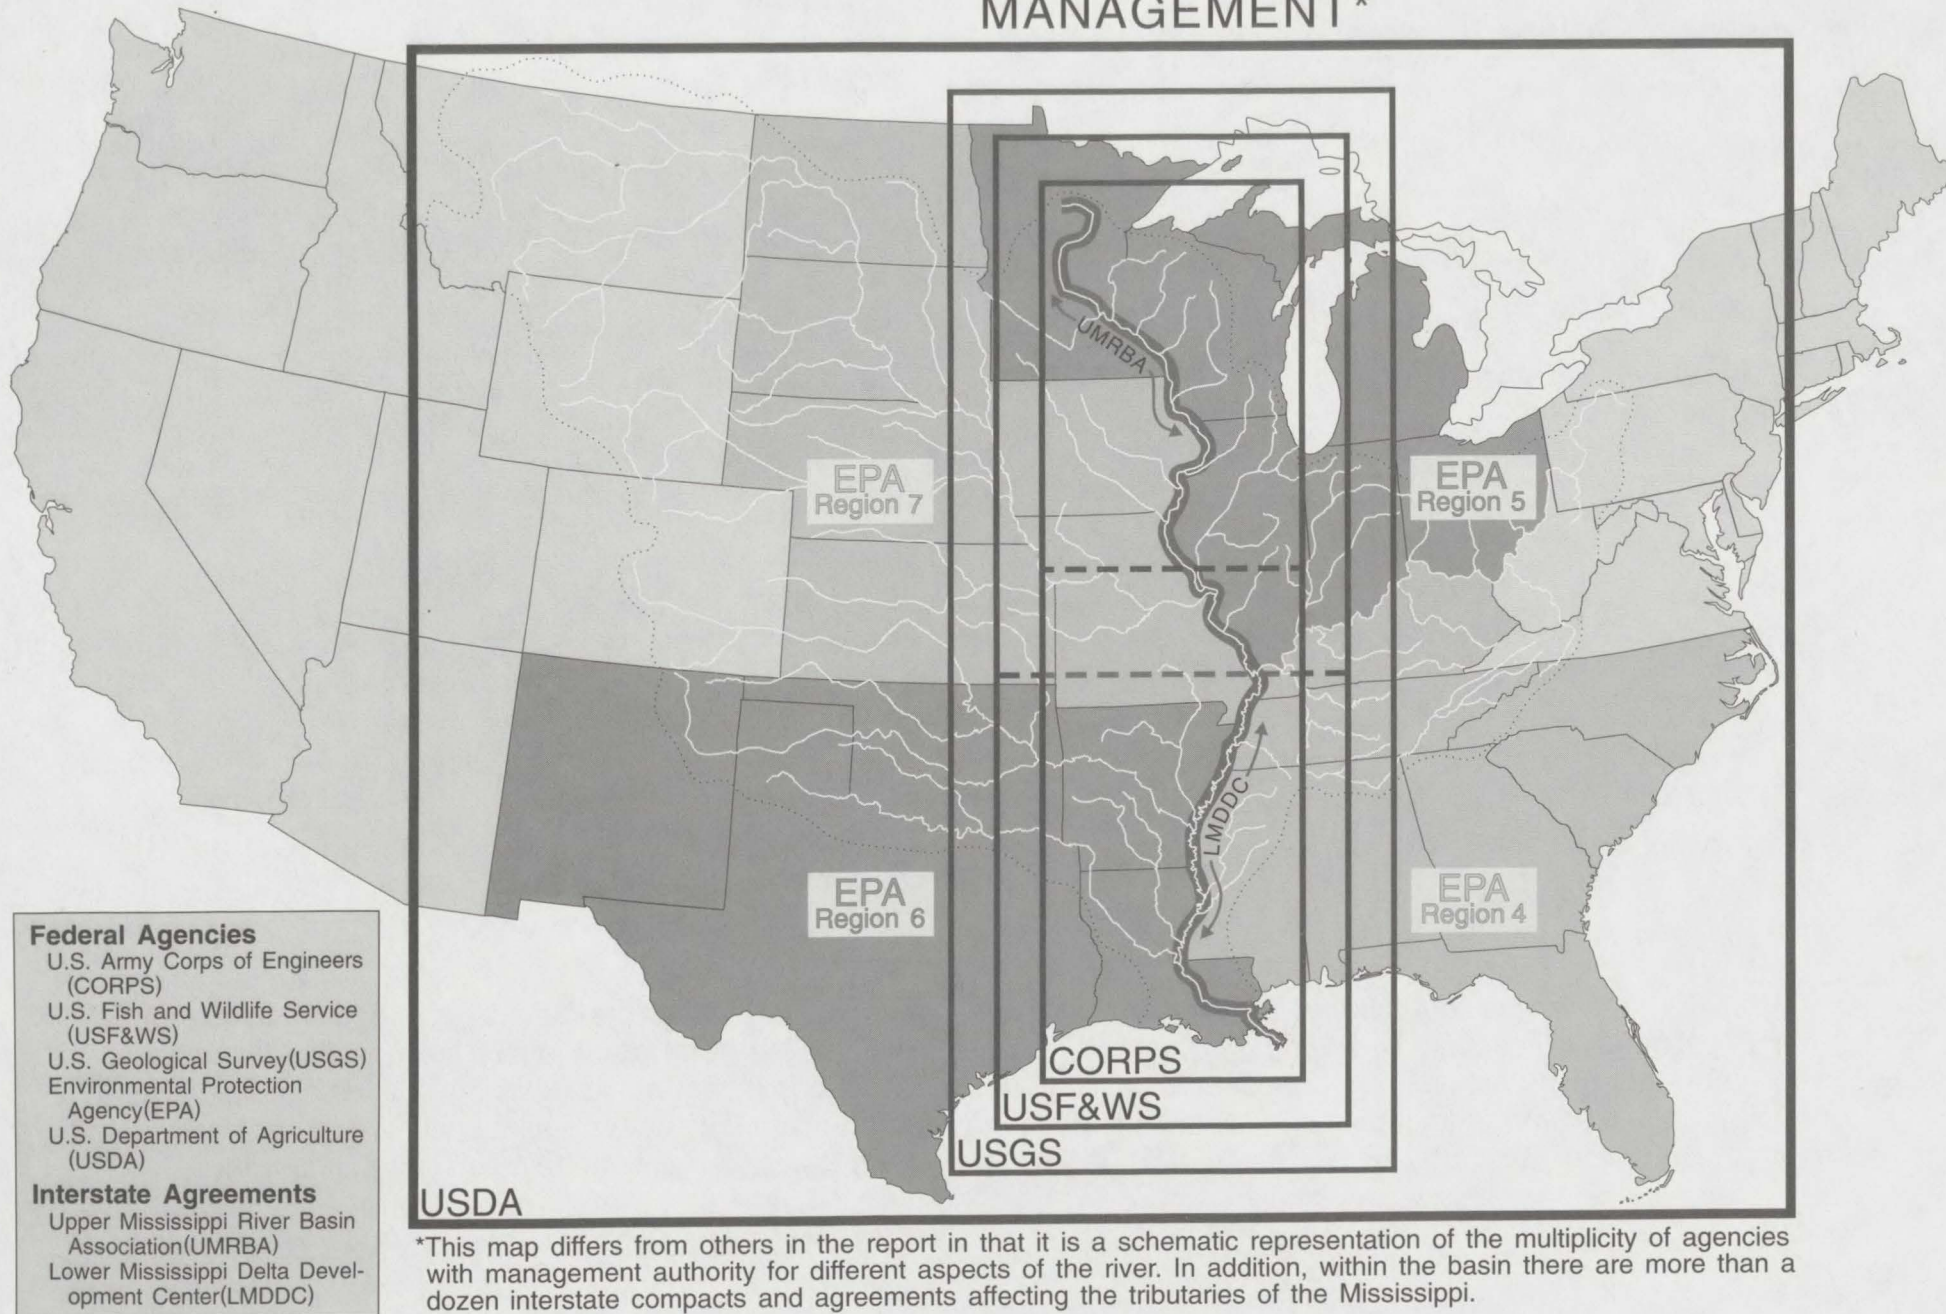 MANAGEMENT*
UMRBA
EPA
Region 7
EPA
Region 5
EPA
Region 6
EPA
Region 4
LMDDC
CORPS
USF&WS
USGS
USDA
Federal Agencies
U.S. Army Corps of Engineers
(CORPS)
U.S. Fish and Wildlife Service
(USF&WS)
U.S. Geological Survey(USGS)
Environmental Protection
Agency(EPA)
U.S. Department of Agriculture
(USDA)
Interstate Agreements
Upper Mississippi River Basin
Association(UMRBA)
Lower Mississippi Delta Devel-
opment Center(LMDDC)
*This map differs from others in the report in that it is a schematic representation of the multiplicity of agencies
with management authority for different aspects of the river. In addition, within the basin there are more than a
dozen interstate compacts and agreements affecting the tributaries of the Mississippi.